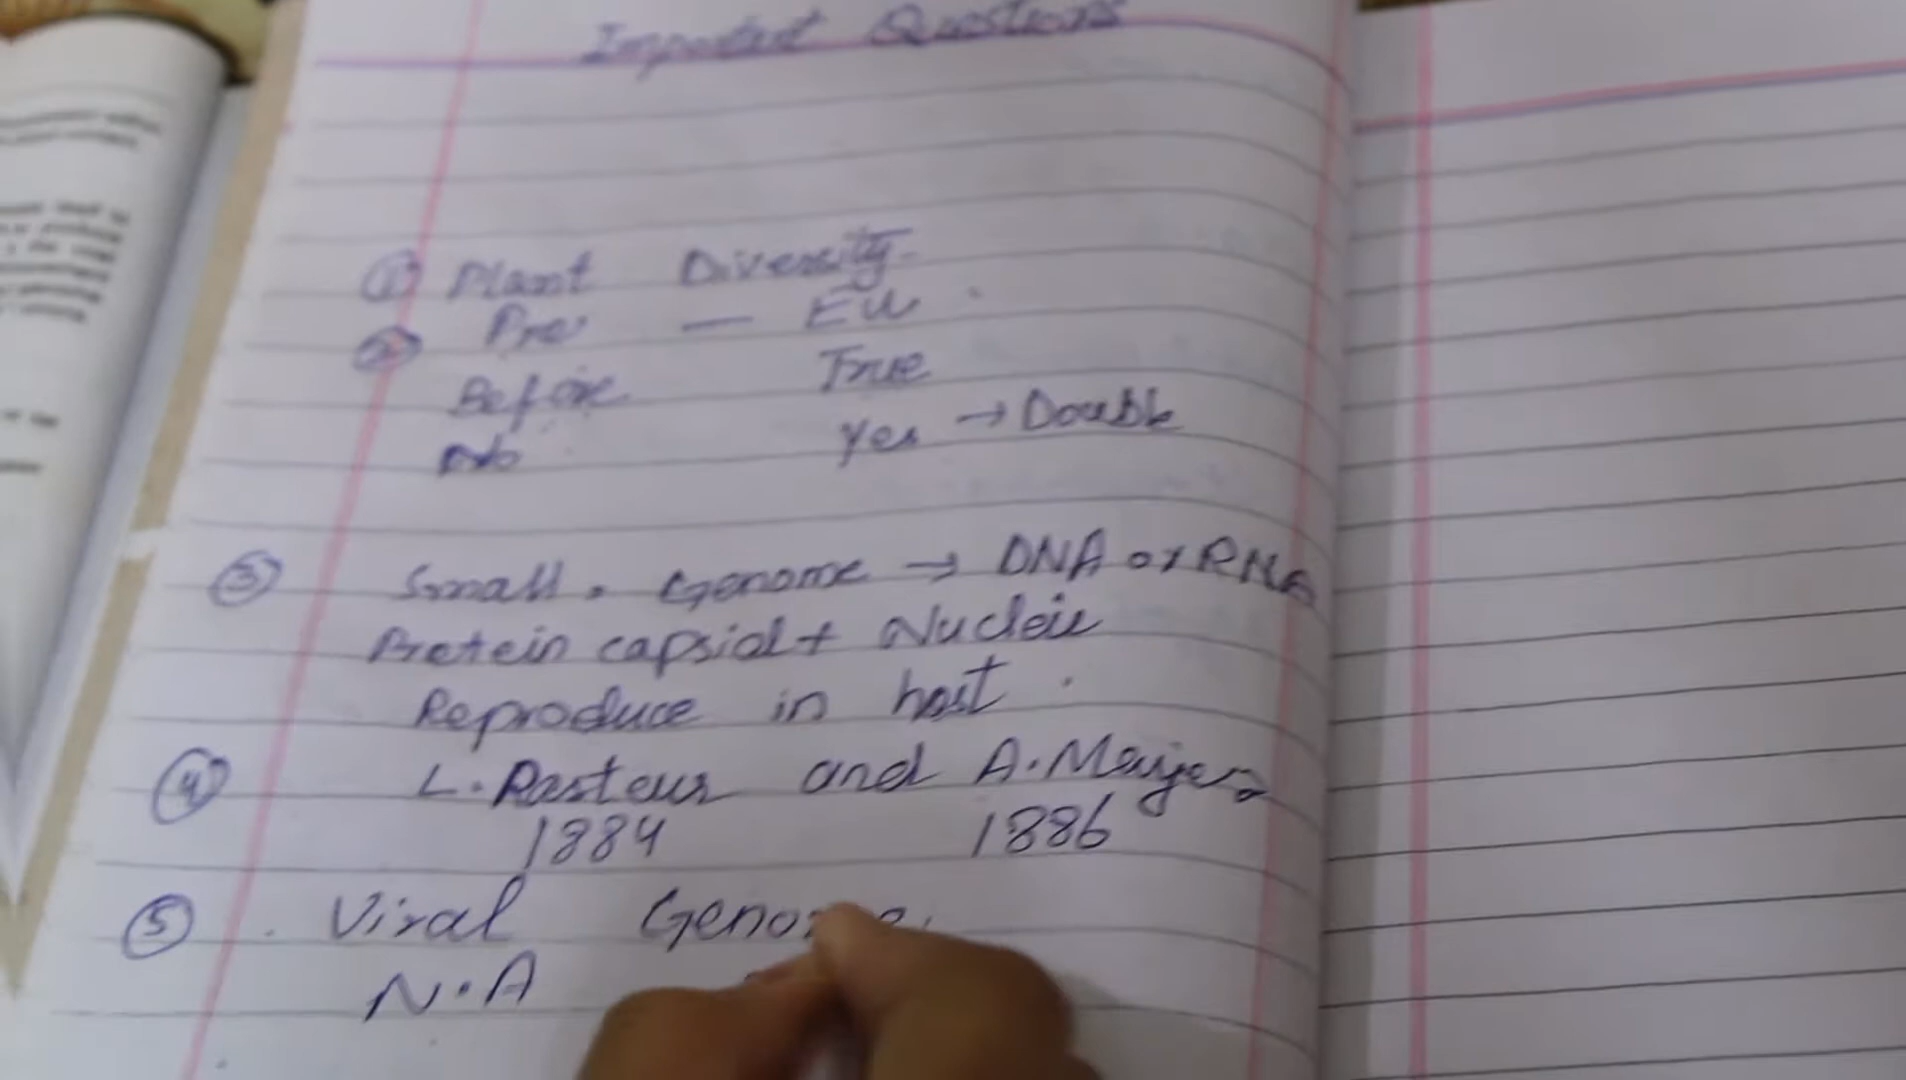 Important Questions
① Plant Diversity
② Pro - Eu
Before True
No Yes → Double
③ Small. Genome → DNA or RNA
Protein capsid + Nucleic
Reproduce in host.
④ L. Pasteur and A. Mayer
1884 1886
⑤ Viral
N.A